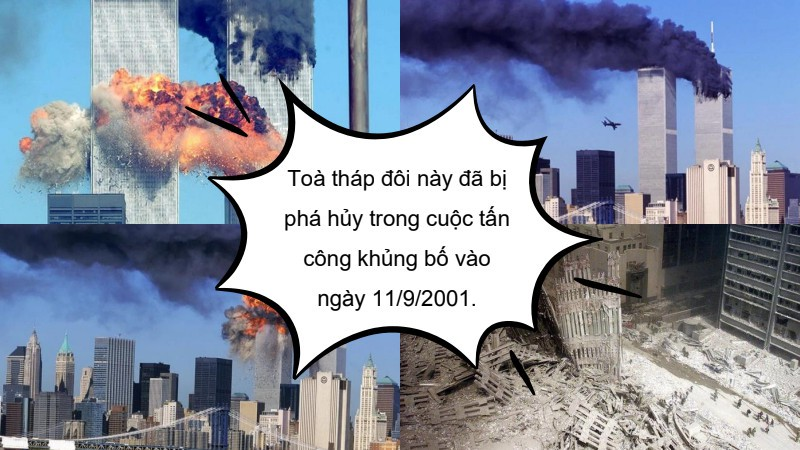 Toà tháp đôi này đã bị
phá hủy trong cuộc tấn
công khủng bố vào
ngày 11/9/2001.